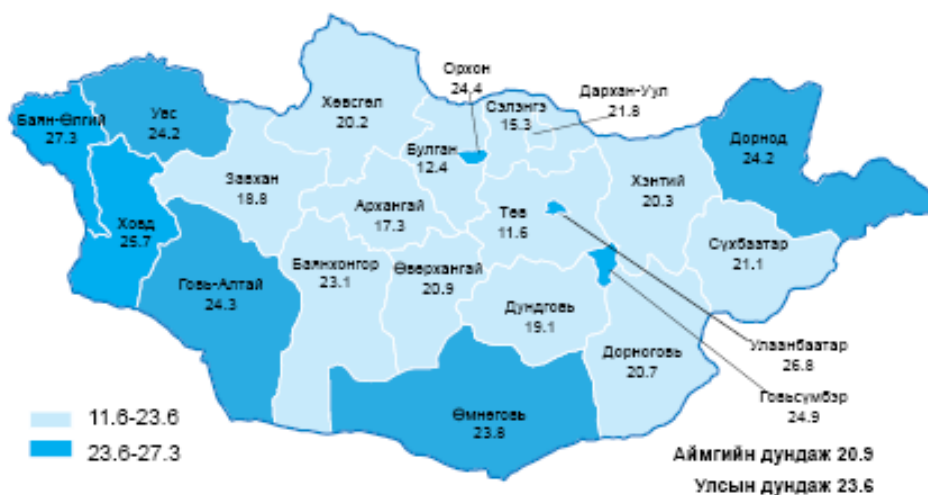 Орхон
24.4
Сэлэнгэ
15.3
Дархан-Уул
21.8
Хөвсгөл
20.2
Увс
24.2
Баян-Өлгий
27.3
Булган
12.4
Дорнод
24.2
Завхан
18.8
Хэнтий
20.3
Архангай
17.3
Төв
11.6
Ховд
25.7
Сүхбаатар
21.1
Баянхонгор
23.1
Өвөрхангай
20.9
Говь-Алтай
24.3
Дундговь
19.1
Дорноговь
20.7
Улаанбаатар
26.8
Говьсүмбэр
24.9
Өмнөговь
23.8
11.6-23.6
23.6-27.3
Аймгийн дундаж 20.9
Улсын дундаж 23.6